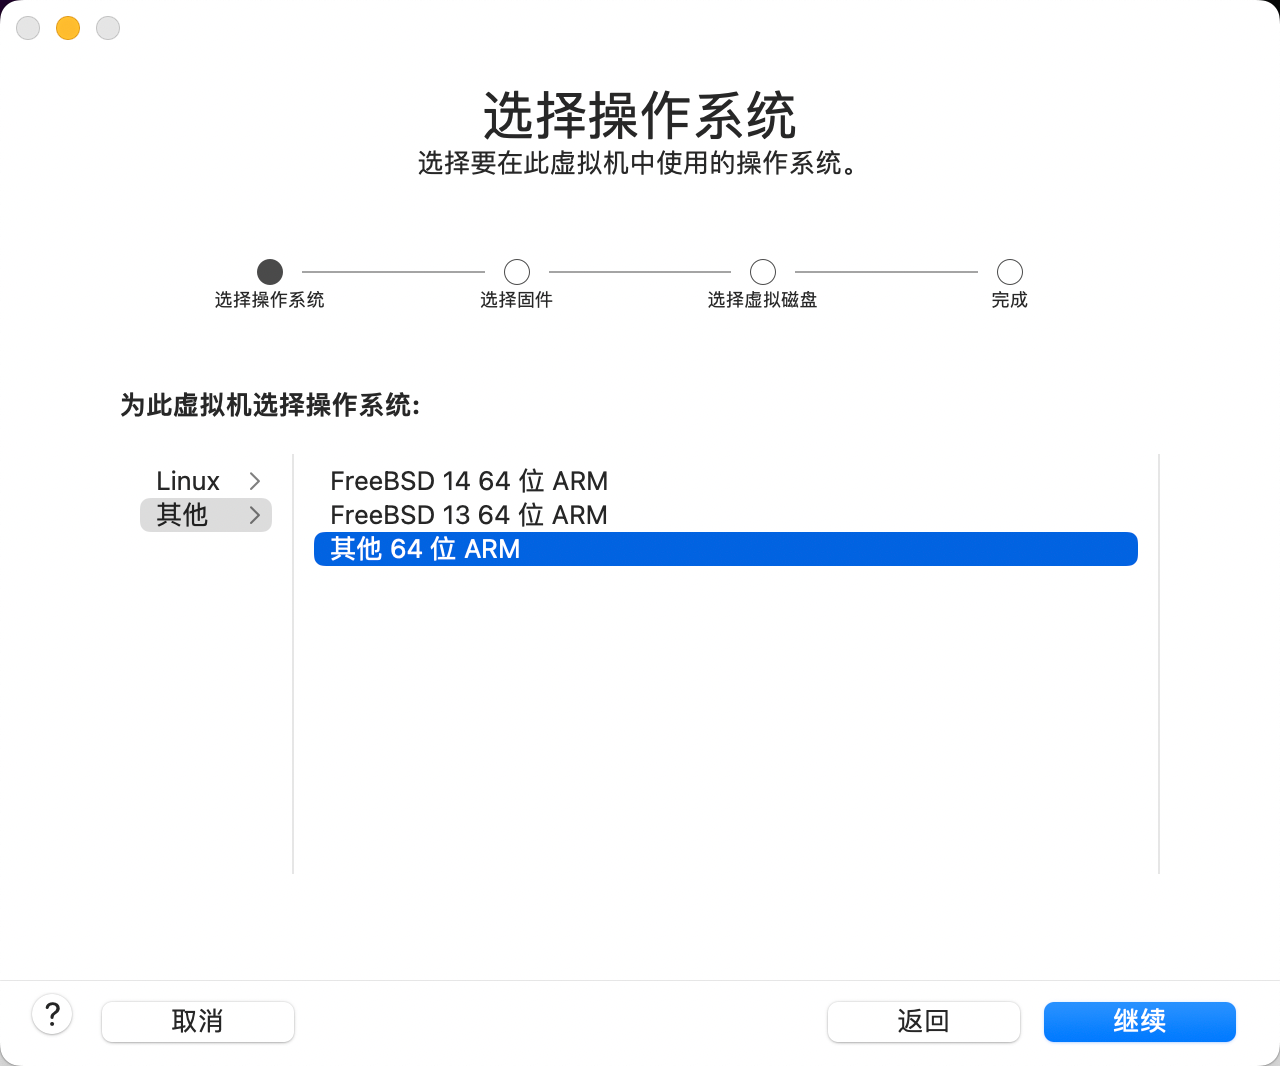 选择操作系统
选择要在此虚拟机中使用的操作系统。
选择操作系统
选择固件
选择虚拟磁盘
完成
为此虚拟机选择操作系统:
Linux
其他
FreeBSD 14 64 位 ARM
FreeBSD 13 64 位 ARM
其他 64 位 ARM
?
取消
返回
继续